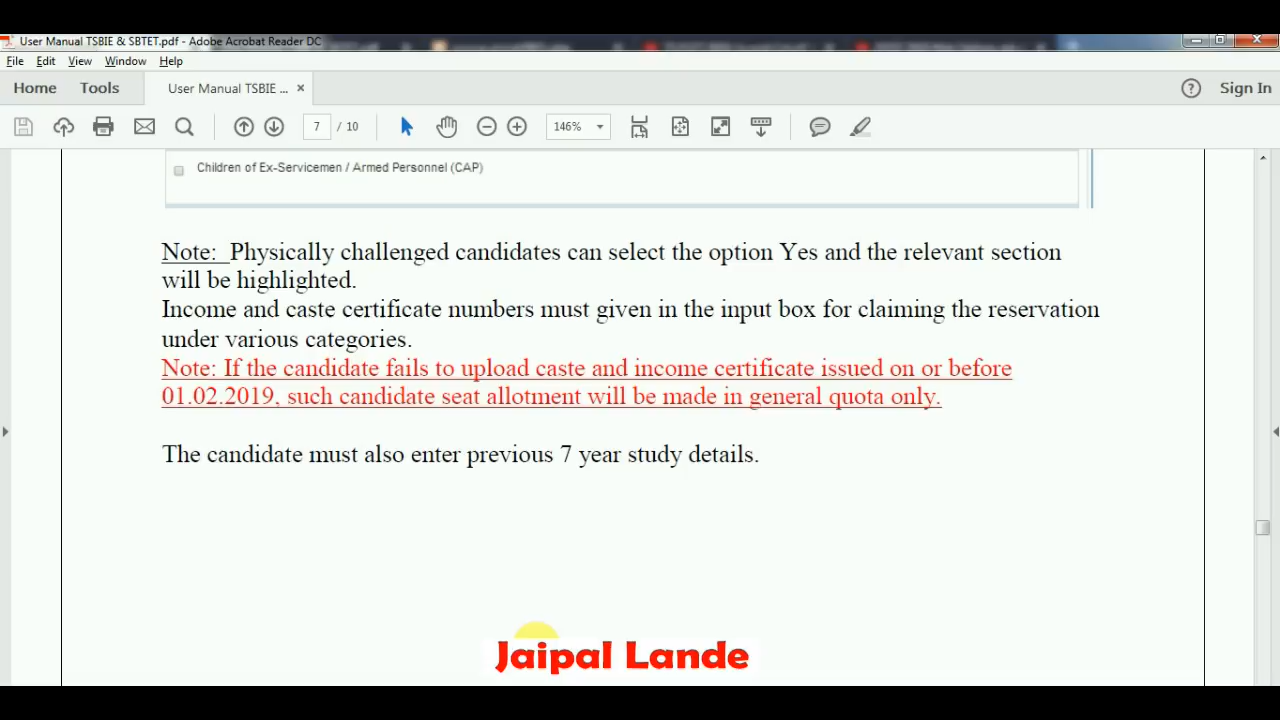 User Manual TSBIE & SBTET.pdf - Adobe Acrobat Reader DC
File Edit View Window Help
Home Tools User Manual TSBIE ... × Sign In
7 / 10 146%
Children of Ex-Servicemen / Armed Personnel (CAP)
Note: Physically challenged candidates can select the option Yes and the relevant section
will be highlighted.
Income and caste certificate numbers must given in the input box for claiming the reservation
under various categories.
Note: If the candidate fails to upload caste and income certificate issued on or before
01.02.2019, such candidate seat allotment will be made in general quota only.
The candidate must also enter previous 7 year study details.
Jaipal Lande